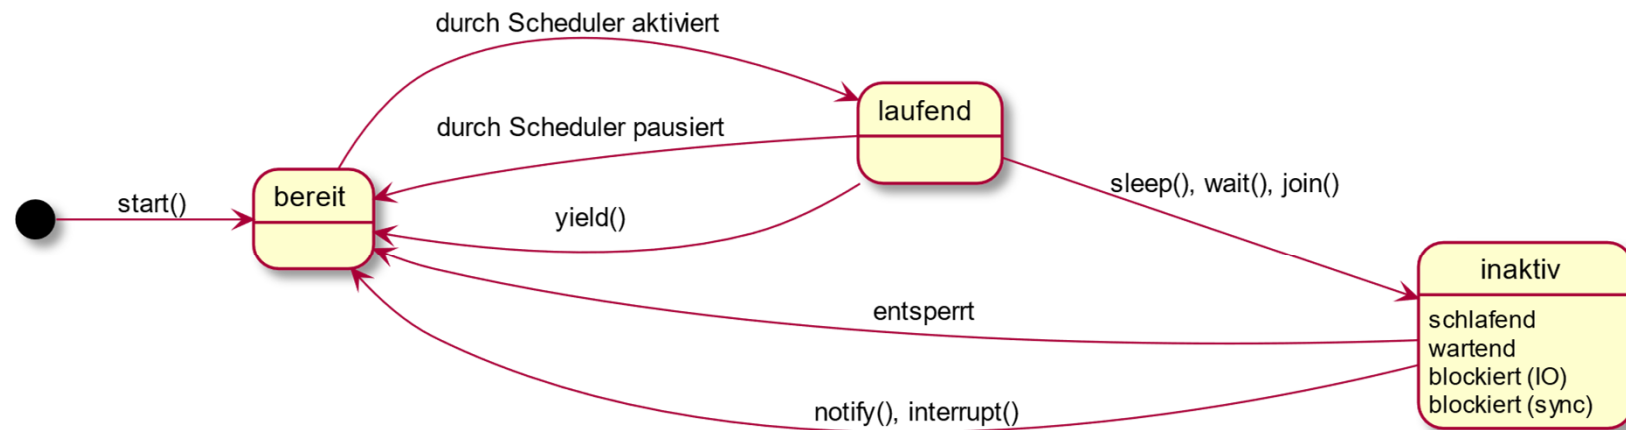 durch Scheduler aktiviert
laufend
durch Scheduler pausiert
sleep(), wait(), join()
bereit
start()
yield()
inaktiv
entsperrt
schlafend
wartend
blockiert (IO)
blockiert (sync)
notify(), interrupt()